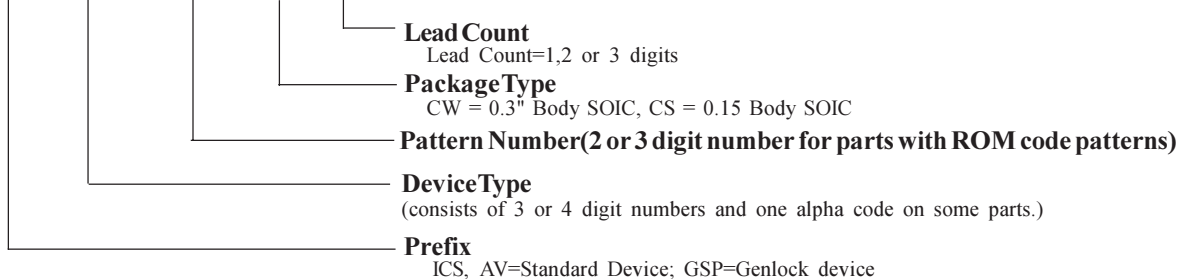 Lead Count
Lead Count=1,2 or 3 digits
Package Type
CW = 0.3" Body SOIC, CS = 0.15 Body SOIC
Pattern Number(2 or 3 digit number for parts with ROM code patterns)
Device Type
(consists of 3 or 4 digit numbers and one alpha code on some parts.)
Prefix
ICS, AV=Standard Device; GSP=Genlock device